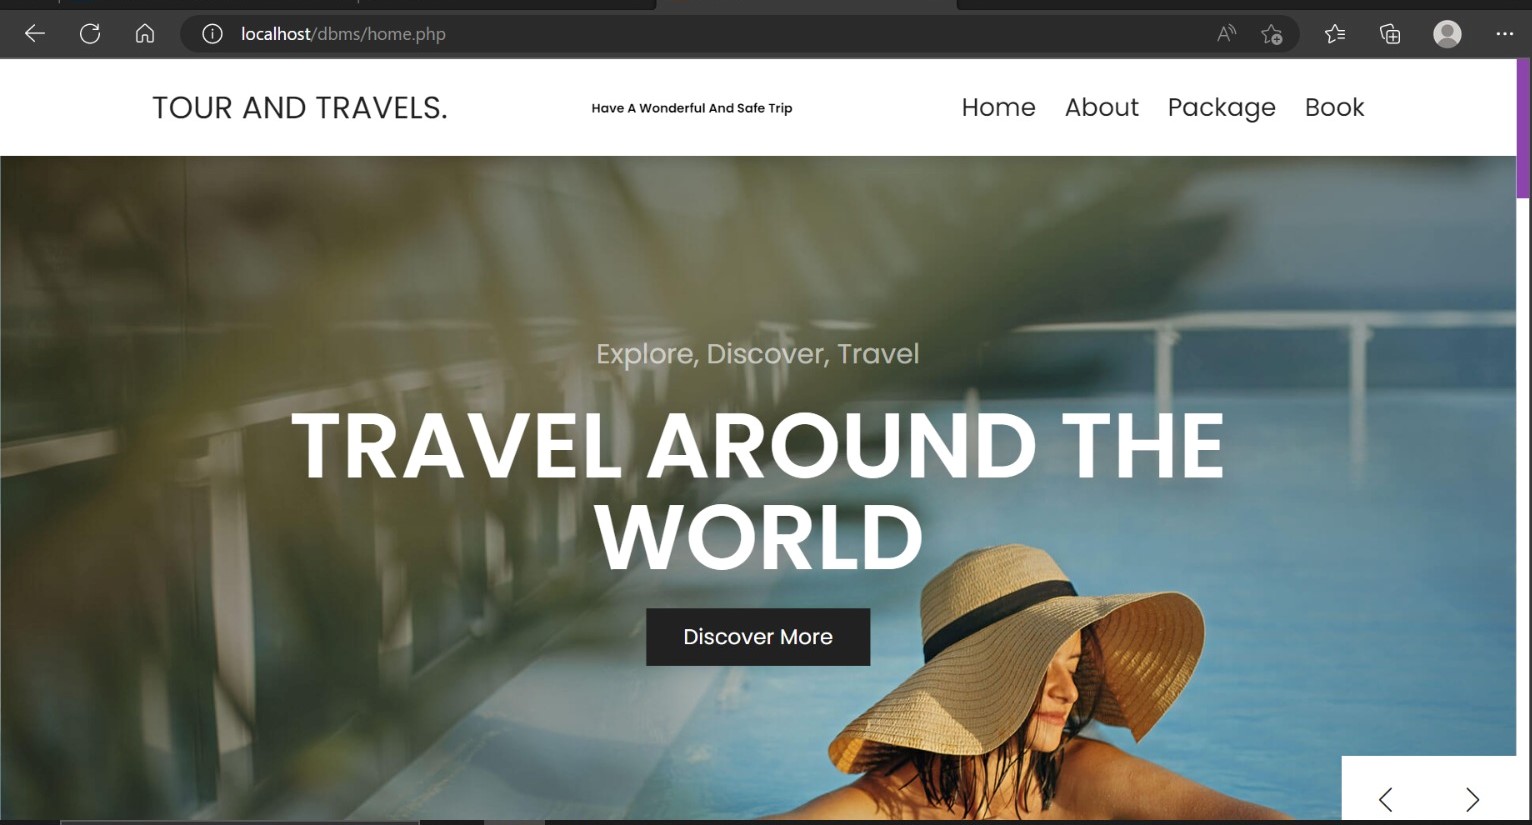 localhost/dbms/home.php
TOUR AND TRAVELS.
Have A Wonderful And Safe Trip
Home About Package Book
Explore, Discover, Travel
TRAVEL AROUND THE
WORLD
Discover More